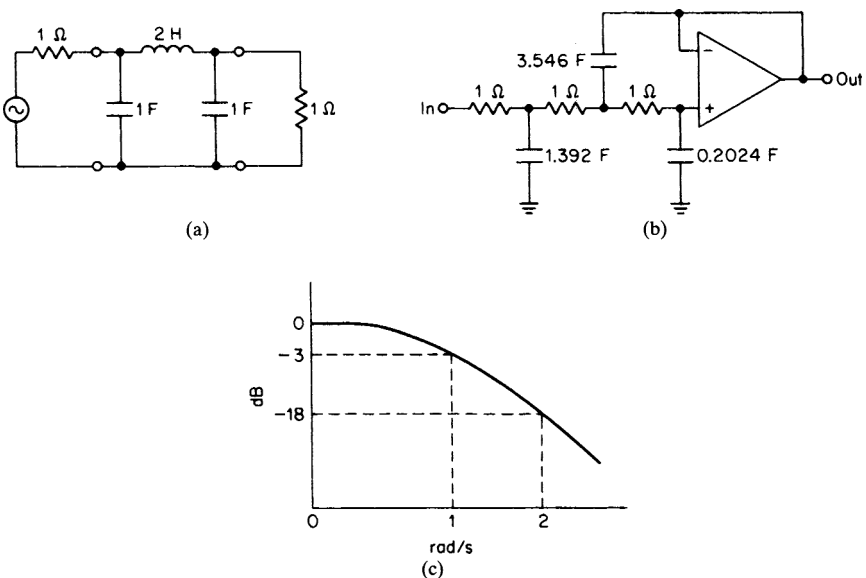 1 Ω
2 H
1 F
1 F
1 Ω
(a)
3.546 F
1 Ω
1 Ω
1 Ω
In
−
+
Out
1.392 F
0.2024 F
(b)
0
−3
−18
dB
0
1
2
rad/s
(c)